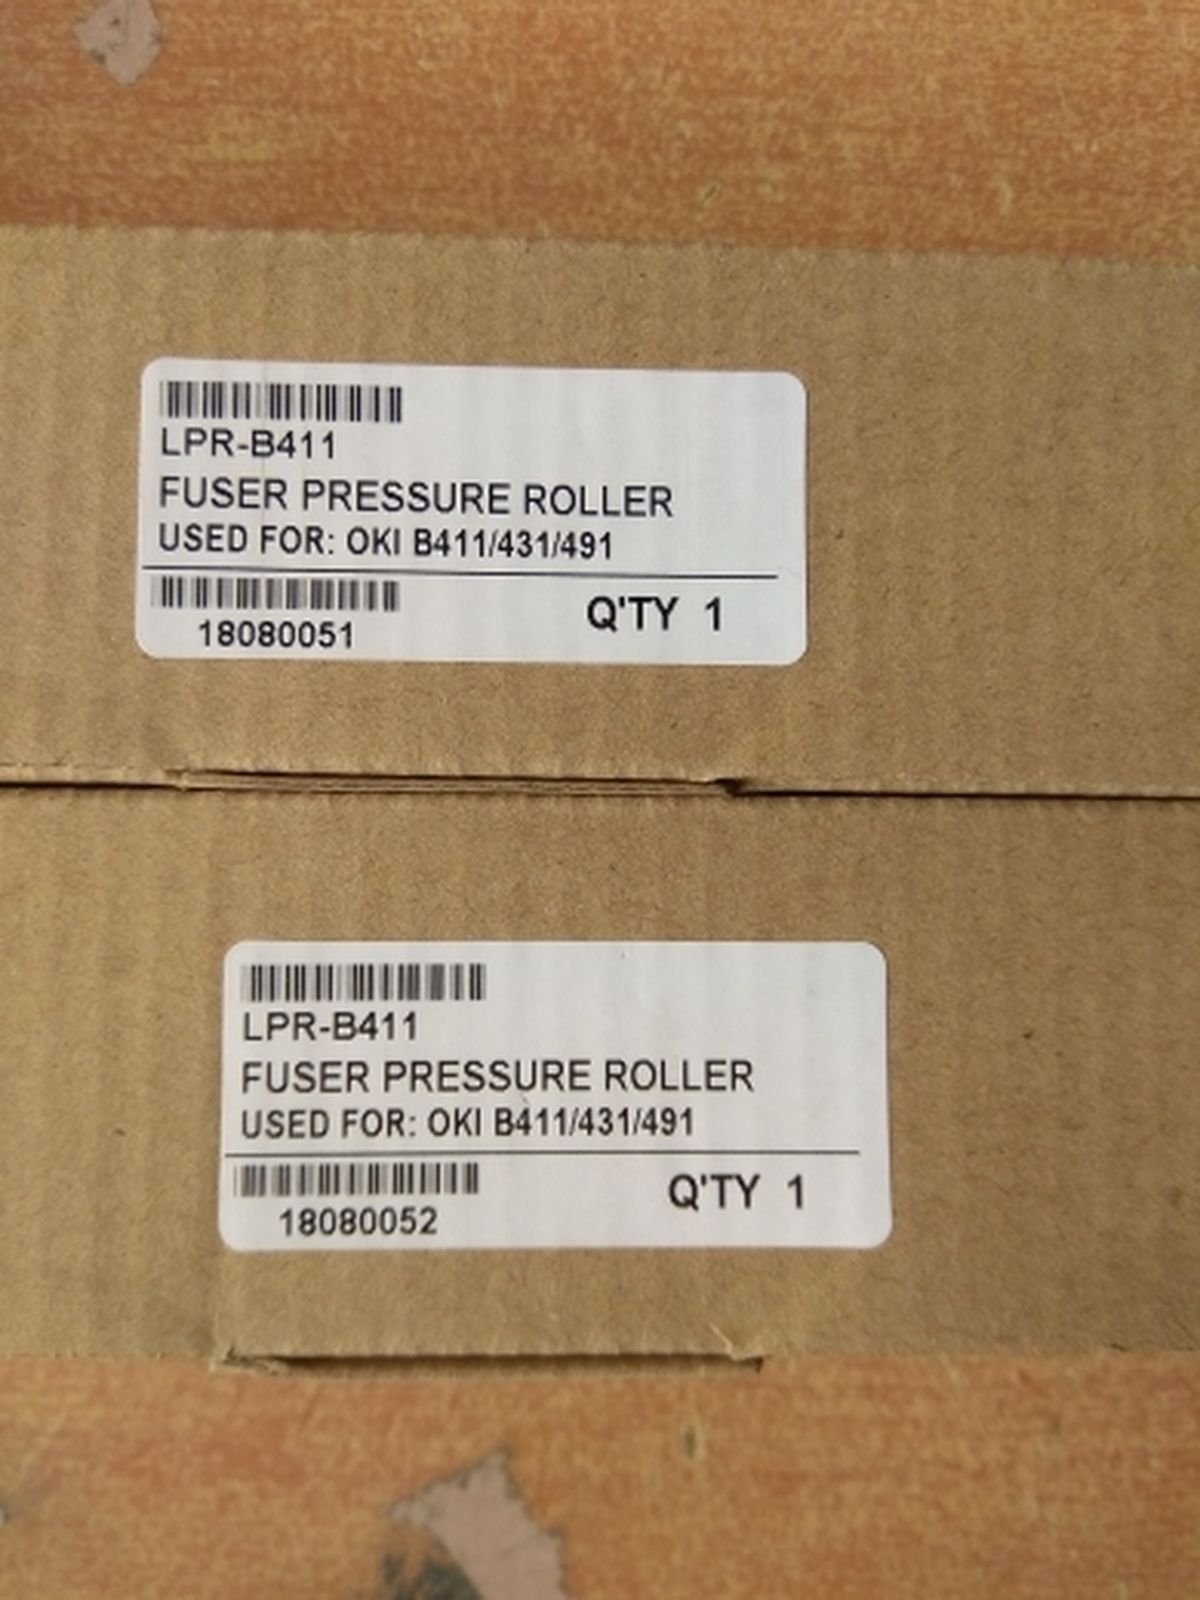 LPR-B411
FUSER PRESSURE ROLLER
USED FOR: OKI B411/431/491
18080051
Q'TY 1
LPR-B411
FUSER PRESSURE ROLLER
USED FOR: OKI B411/431/491
18080052
Q'TY 1